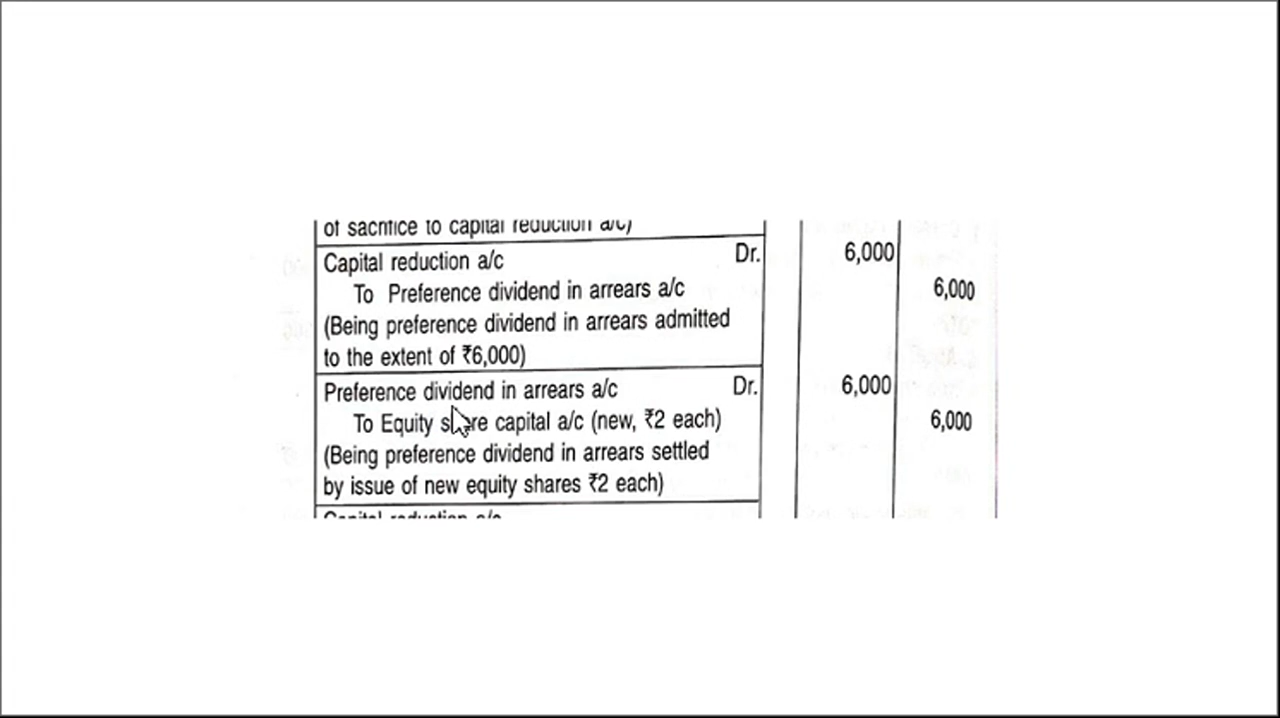 of sacrifice to capital reduction a/c)
Capital reduction a/c Dr. 6,000
To Preference dividend in arrears a/c 6,000
(Being preference dividend in arrears admitted
to the extent of ₹6,000)
Preference dividend in arrears a/c Dr. 6,000
To Equity share capital a/c (new, ₹2 each) 6,000
(Being preference dividend in arrears settled
by issue of new equity shares ₹2 each)
Capital reduction a/c